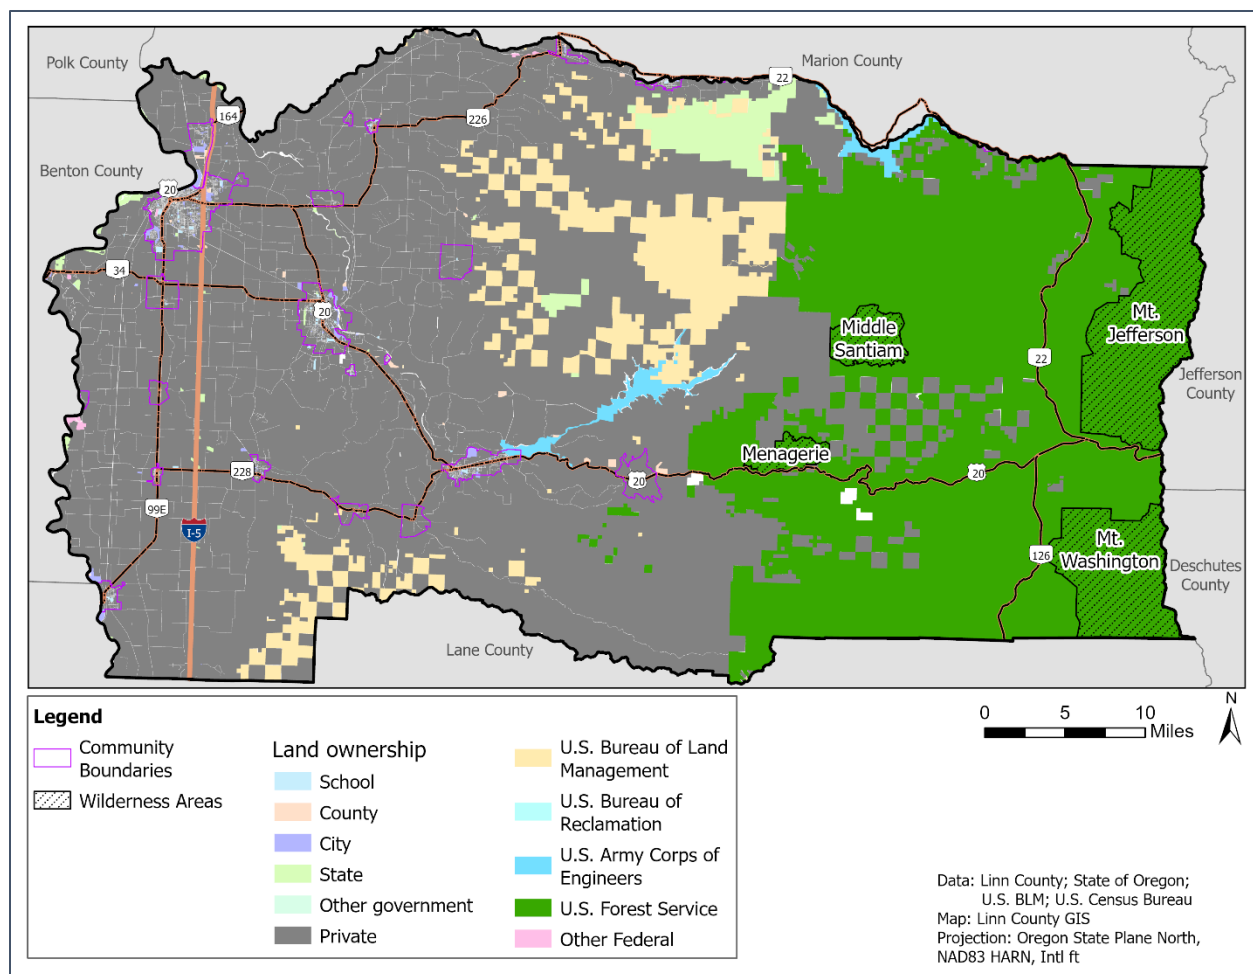 Polk County
Marion County
22
164
226
Benton County
20
34
20
Middle
Santiam
Mt.
Jefferson
22
Jefferson
County
Menagerie
228
20
20
99E
I-5
Mt.
Washington
126
Deschutes
County
Lane County
Legend
Community
Boundaries
Wilderness Areas
Land ownership
School
County
City
State
Other government
Private
U.S. Bureau of Land
Management
U.S. Bureau of
Reclamation
U.S. Army Corps of
Engineers
U.S. Forest Service
Other Federal
0 5 10
Miles
N
Data: Linn County; State of Oregon;
U.S. BLM; U.S. Census Bureau
Map: Linn County GIS
Projection: Oregon State Plane North,
NAD83 HARN, Intl ft